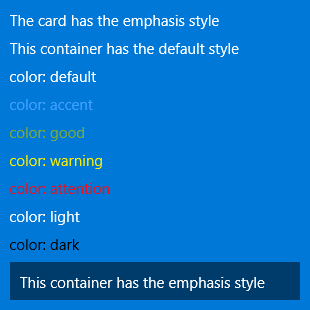 The card has the emphasis style
This container has the default style
color: default
color: accent
color: good
color: warning
color: attention
color: light
color: dark
This container has the emphasis style